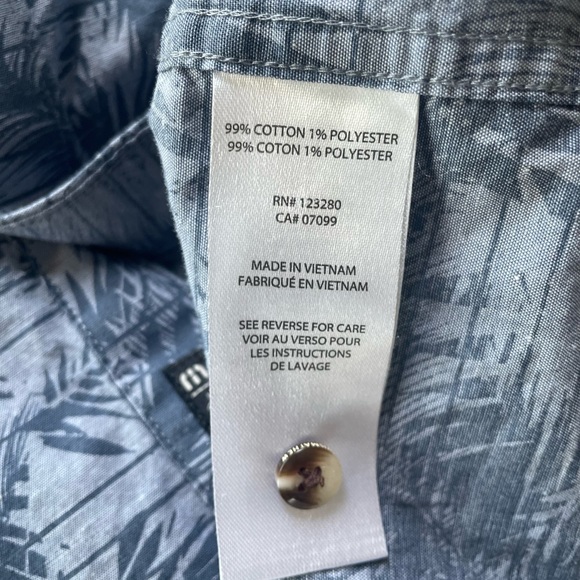 99% COTTON 1% POLYESTER
99% COTON 1% POLYESTER
RN# 123280
CA# 07099
MADE IN VIETNAM
FABRIQUÉ EN VIETNAM
SEE REVERSE FOR CARE
VOIR AU VERSO POUR
LES INSTRUCTIONS
DE LAVAGE